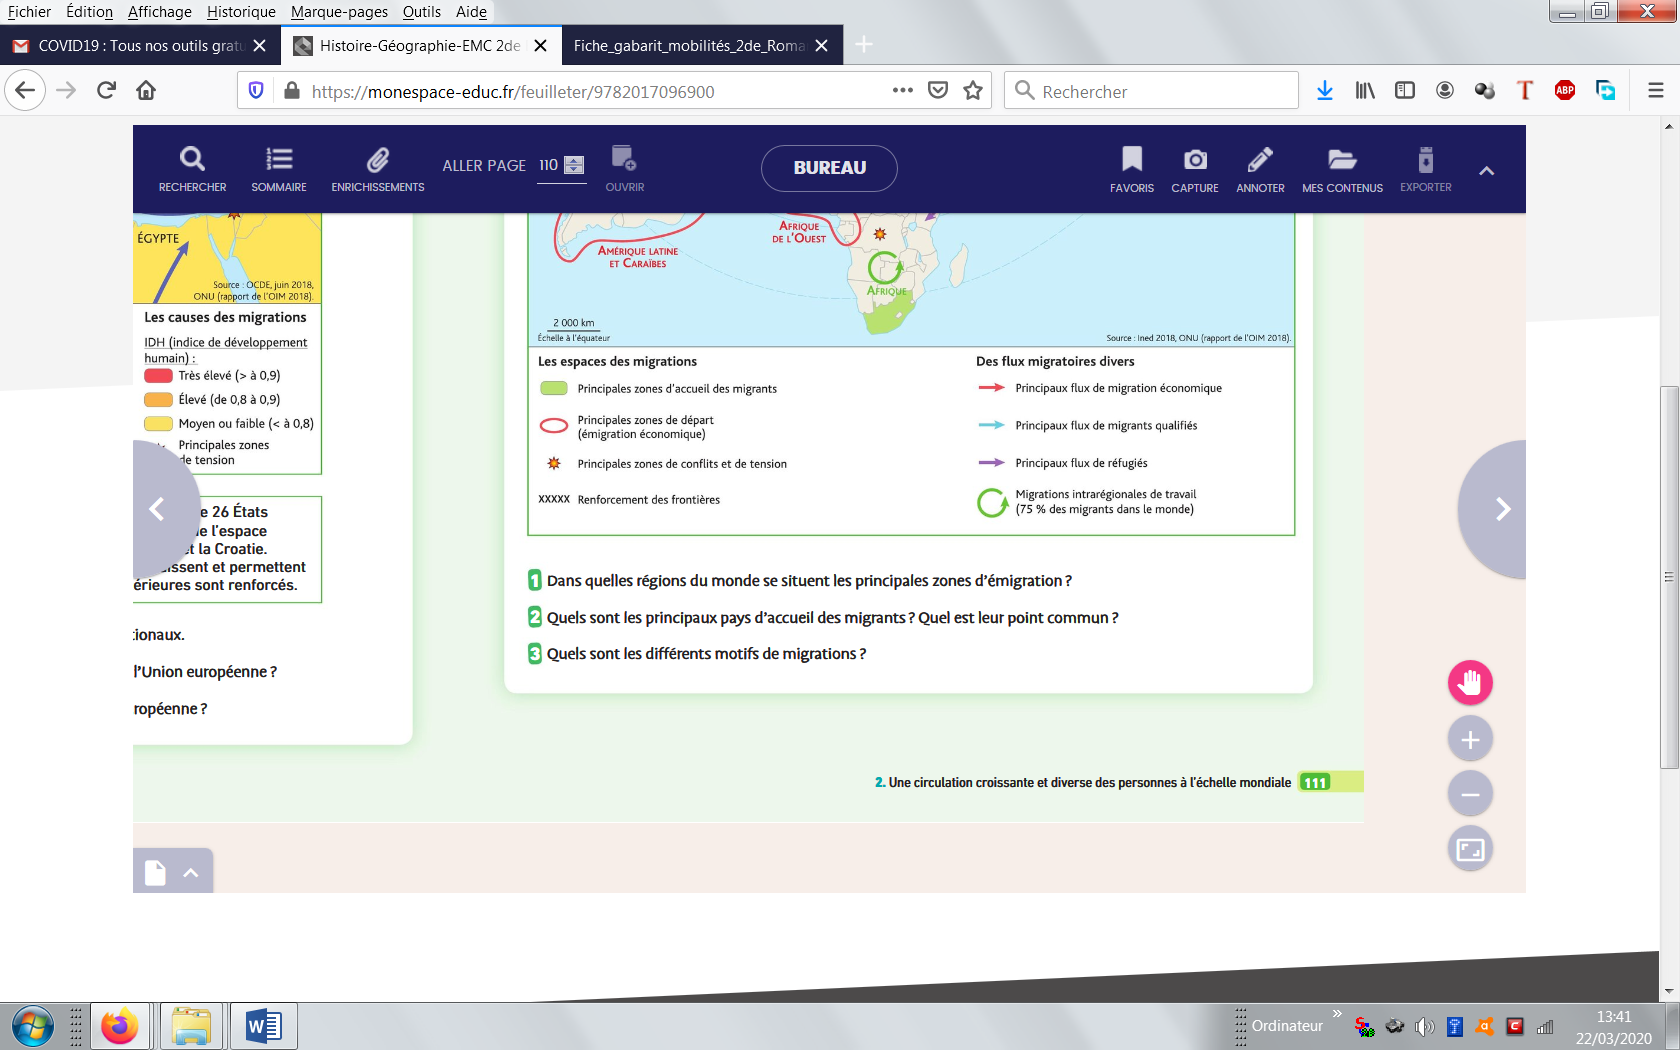 Fichier Édition Affichage Historique Marque-pages Outils Aide
COVID19 : Tous nos outils gratu
Histoire-Géographie-EMC 2de
Fiche_gabarit_mobilités_2de_Roma
https://monespace-educ.fr/feuilleter/9782017096900
Rechercher
ABP
RECHERCHER
SOMMAIRE
ENRICHISSEMENTS
ALLER PAGE 110
OUVRIR
BUREAU
FAVORIS
CAPTURE
ANNOTER
MES CONTENUS
EXPORTER
ÉGYPTE
Source : OCDE, juin 2018,
ONU (rapport de l'OIM 2018).
Les causes des migrations
IDH (indice de développement
humain) :
Très élevé (> à 0,9)
Élevé (de 0,8 à 0,9)
Moyen ou faible (< à 0,8)
Principales zones
de tension
e 26 États
e l'espace
et la Croatie.
issent et permettent
érieures sont renforcés.
ionaux.
l'Union européenne ?
ropéenne ?
AMÉRIQUE LATINE
ET CARAÏBES
AFRIQUE
DE L'OUEST
AFRIQUE
2 000 km
Échelle à l'équateur
Source : Ined 2018, ONU (rapport de l'OIM 2018).
Les espaces des migrations
Principales zones d'accueil des migrants
Principales zones de départ
(émigration économique)
Principales zones de conflits et de tension
XXXXX Renforcement des frontières
Des flux migratoires divers
Principaux flux de migration économique
Principaux flux de migrants qualifiés
Principaux flux de réfugiés
Migrations intrarégionales de travail
(75 % des migrants dans le monde)
1 Dans quelles régions du monde se situent les principales zones d'émigration ?
2 Quels sont les principaux pays d'accueil des migrants ? Quel est leur point commun ?
3 Quels sont les différents motifs de migrations ?
2. Une circulation croissante et diverse des personnes à l'échelle mondiale 111
Ordinateur
13:41
22/03/2020